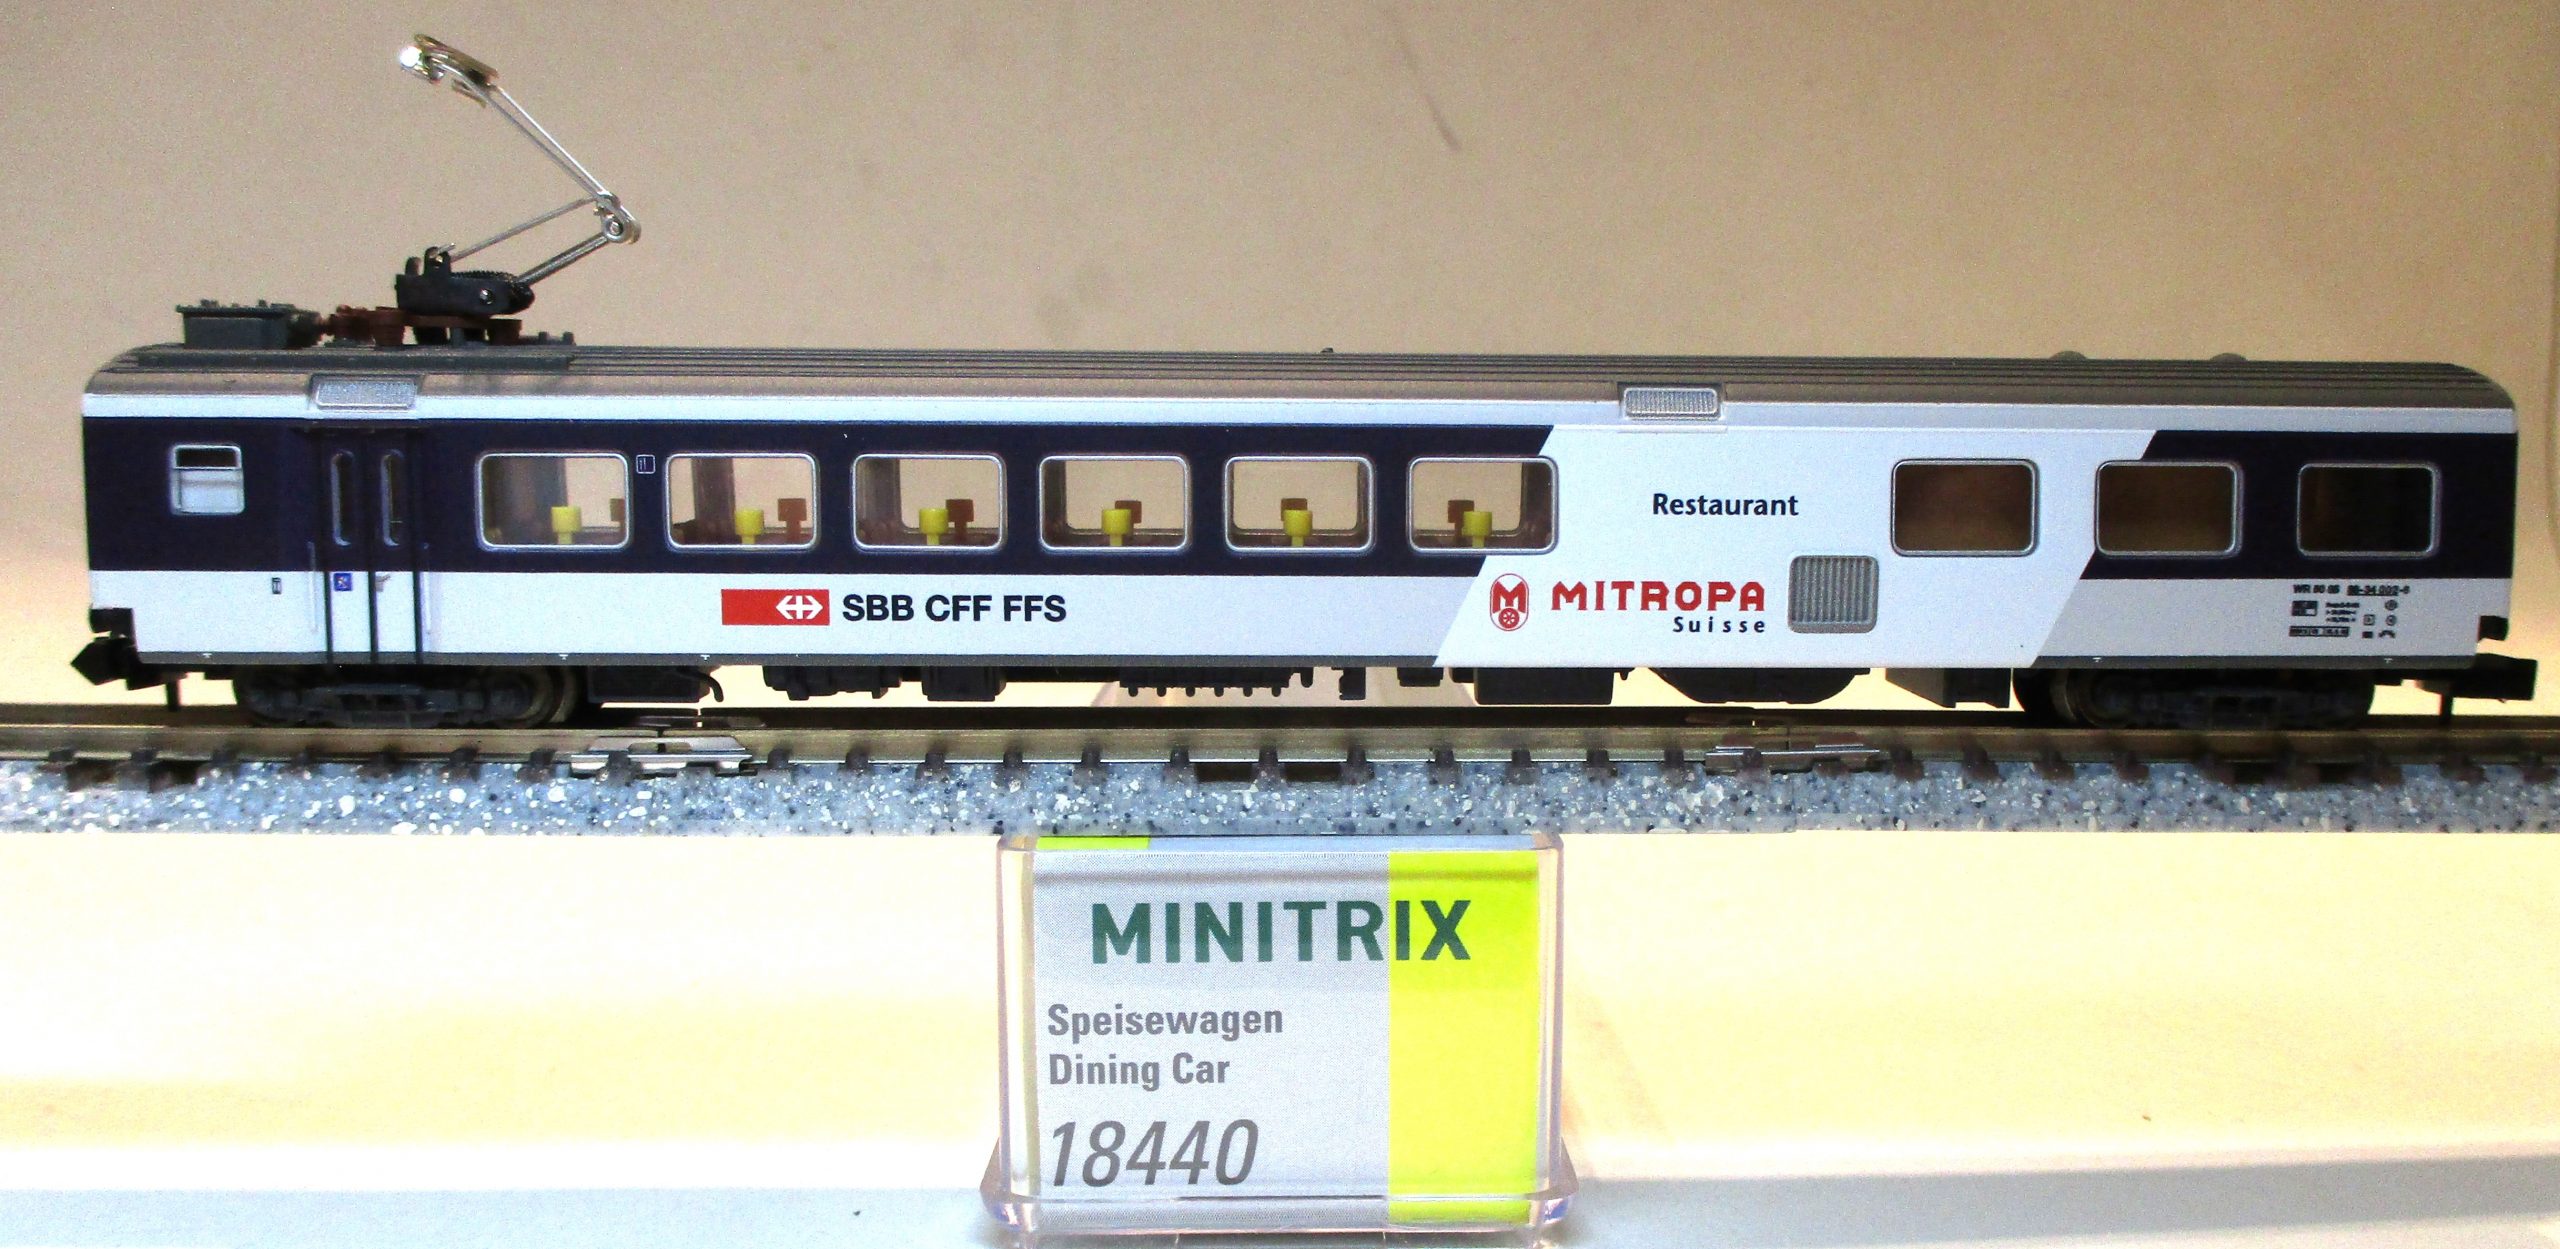 Restaurant
SBB CFF FFS
M MITROPA
Suisse
MINITRIX
Speisewagen
Dining Car
18440